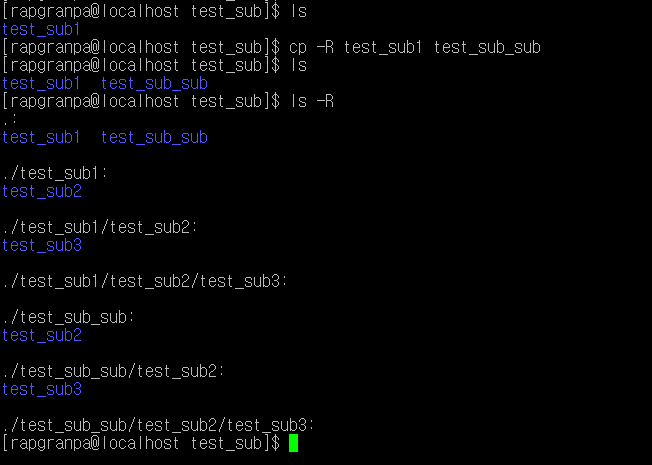 [rapgranpa@localhost test_sub]$ ls
test_sub1
[rapgranpa@localhost test_sub]$ cp -R test_sub1 test_sub_sub
[rapgranpa@localhost test_sub]$ ls
test_sub1  test_sub_sub
[rapgranpa@localhost test_sub]$ ls -R
.:
test_sub1  test_sub_sub

./test_sub1:
test_sub2

./test_sub1/test_sub2:
test_sub3

./test_sub1/test_sub2/test_sub3:

./test_sub_sub:
test_sub2

./test_sub_sub/test_sub2:
test_sub3

./test_sub_sub/test_sub2/test_sub3:
[rapgranpa@localhost test_sub]$